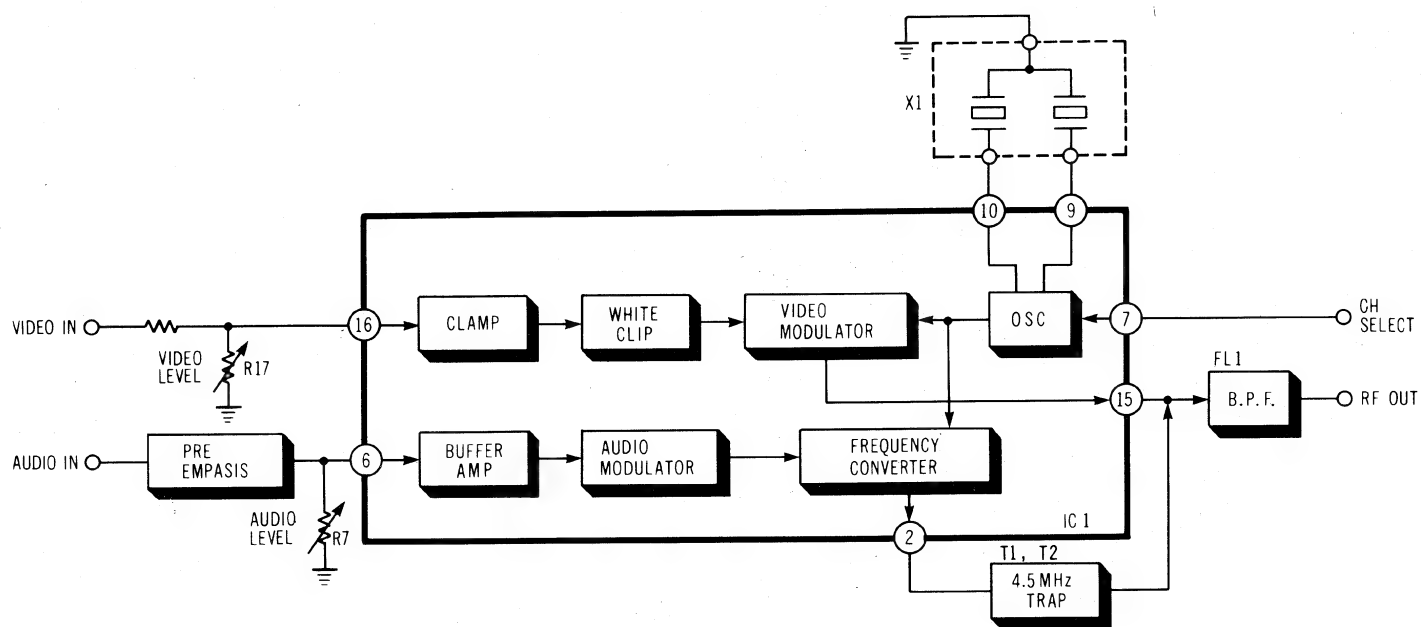 X1
10
9
VIDEO IN
16
CLAMP
WHITE
CLIP
VIDEO
MODULATOR
OSC
7
CH
SELECT
VIDEO
LEVEL
R17
15
FL1
B.P.F.
RF OUT
AUDIO IN
PRE
EMPASIS
6
BUFFER
AMP
AUDIO
MODULATOR
FREQUENCY
CONVERTER
AUDIO
LEVEL
R7
2
IC 1
T1, T2
4.5MHz
TRAP